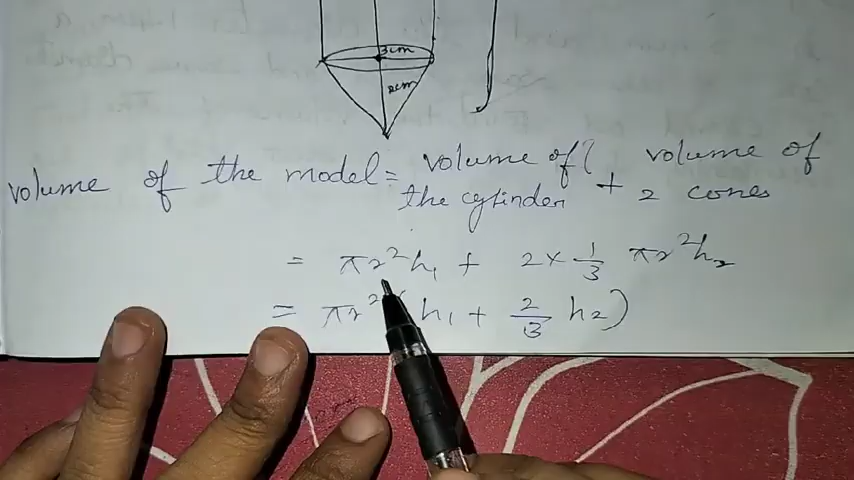 3cm
2cm
volume of the model = volume of the cylinder + volume of 2 cones
= πr²h₁ + 2 × 1/3 πr²h₂
= πr²( h₁ + 2/3 h₂)